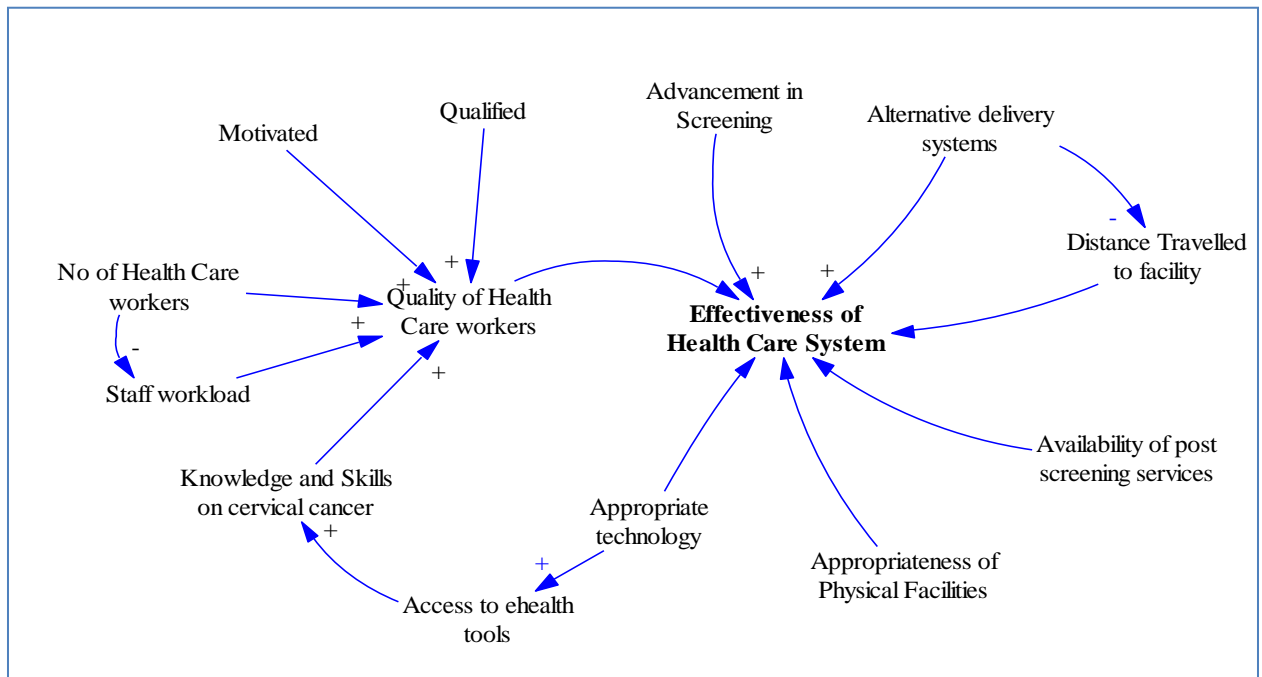 Motivated
Qualified
Advancement in
Screening
Alternative delivery
systems
No of Health Care
workers
+
+
+
Quality of Health
Care workers
+
-
Staff workload
+
Knowledge and Skills
on cervical cancer
+
Access to ehealth
tools
+
Appropriate
technology
+
+
Effectiveness of
Health Care System
-
Distance Travelled
to facility
Availability of post
screening services
Appropriateness of
Physical Facilities